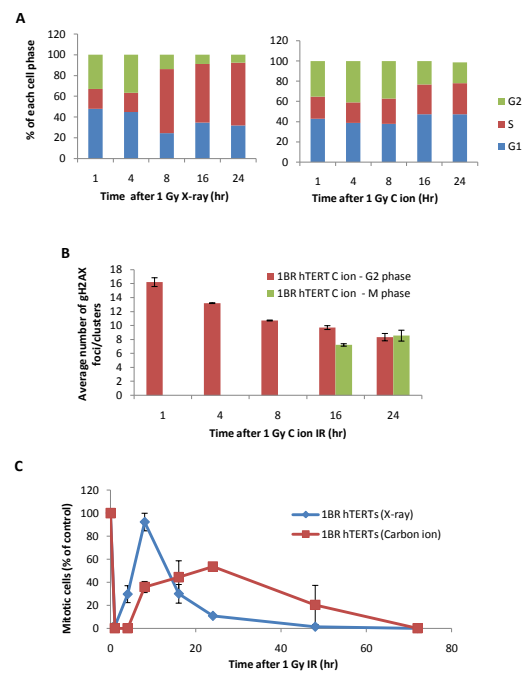 A
% of each cell phase
120
100
80
60
40
20
0
1 4 8 16 24
Time after 1 Gy X-ray (hr)
120
100
80
60
40
20
0
1 4 8 16 24
Time after 1 Gy C ion (Hr)
G2
S
G1
B
Average number of gH2AX
foci/clusters
18
16
14
12
10
8
6
4
2
0
1BR hTERT C ion - G2 phase
1BR hTERT C ion - M phase
1 4 8 16 24
Time after 1 Gy C ion IR (hr)
C
Mitotic cells (% of control)
120
100
80
60
40
20
0
1BR hTERTs (X-ray)
1BR hTERTs (Carbon ion)
0 20 40 60 80
Time after 1 Gy IR (hr)